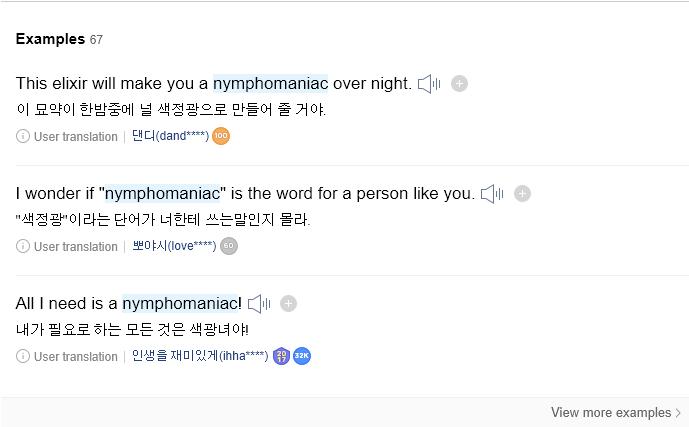 Examples 67
This elixir will make you a nymphomaniac over night.
이 묘약이 한밤중에 널 색정광으로 만들어 줄 거야.
User translation | 댄디(dand****) 100
I wonder if "nymphomaniac" is the word for a person like you.
"색정광"이라는 단어가 너한테 쓰는말인지 몰라.
User translation | 뽀야시(love****) 60
All I need is a nymphomaniac!
내가 필요로 하는 모든 것은 색광녀야!
User translation | 인생을 재미있게(ihha****) 2017 32K
View more examples